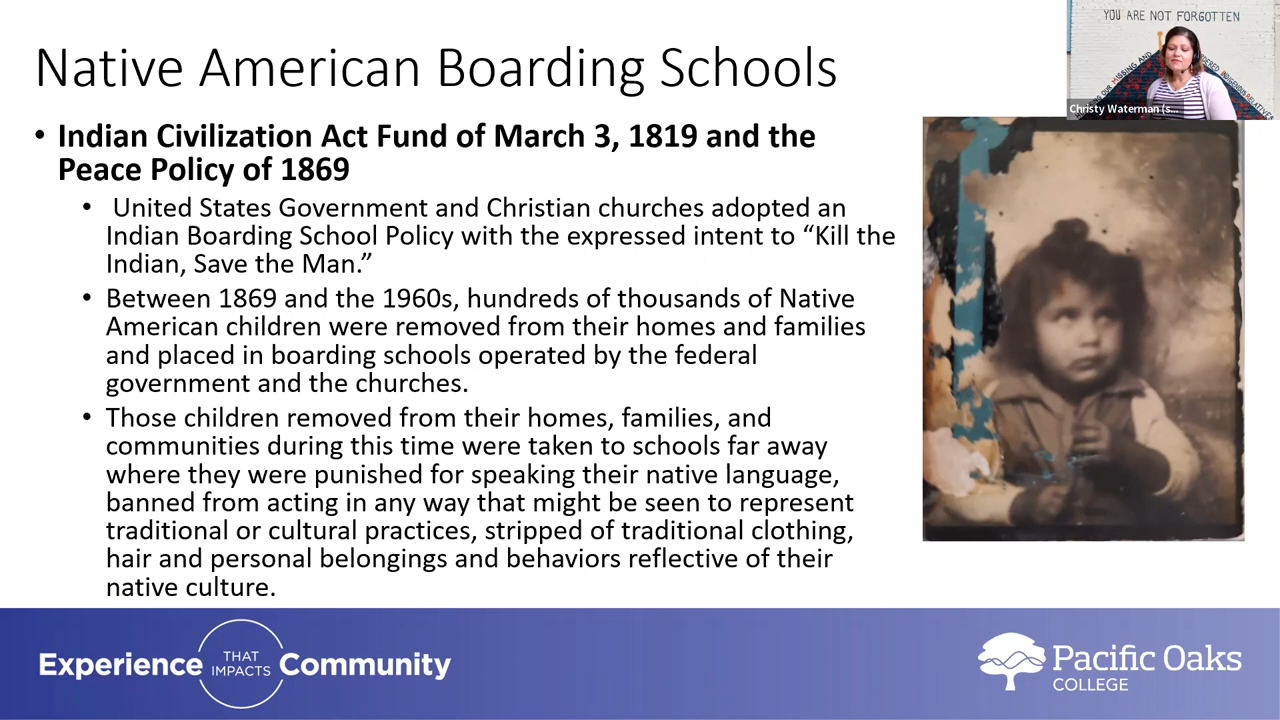 Native American Boarding Schools
• Indian Civilization Act Fund of March 3, 1819 and the
Peace Policy of 1869
• United States Government and Christian churches adopted an
Indian Boarding School Policy with the expressed intent to “Kill the
Indian, Save the Man.”
• Between 1869 and the 1960s, hundreds of thousands of Native
American children were removed from their homes and families
and placed in boarding schools operated by the federal
government and the churches.
• Those children removed from their homes, families, and
communities during this time were taken to schools far away
where they were punished for speaking their native language,
banned from acting in any way that might be seen to represent
traditional or cultural practices, stripped of traditional clothing,
hair and personal belongings and behaviors reflective of their
native culture.
YOU ARE NOT FORGOTTEN
OUR MISSING AND
INDIGENOUS RELATIVES
Christy Waterman (s...
Experience THAT IMPACTS Community
Pacific Oaks
COLLEGE